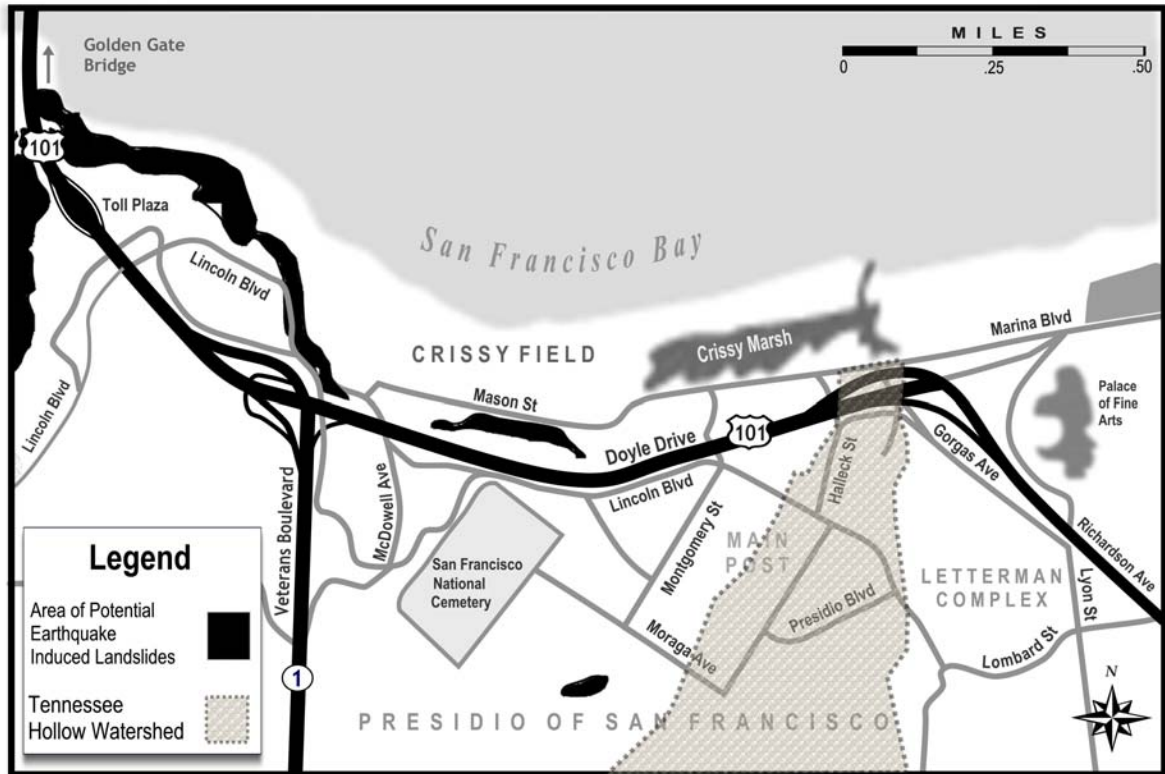 Golden Gate
Bridge
MILES
0 .25 .50
101
Toll Plaza
Lincoln Blvd
San Francisco Bay
Lincoln Blvd
CRISSY FIELD
Mason St
Crissy Marsh
Marina Blvd
Palace
of Fine
Arts
101
Doyle Drive
Lincoln Blvd
Halleck St
Gorgas Ave
Richardson Ave
Veterans Boulevard
McDowell Ave
San Francisco
National
Cemetery
Montgomery St
MAIN
POST
LETTERMAN
COMPLEX
Presidio Blvd
Moraga Ave
Lyon St
Lombard St
1
PRESIDIO OF SAN FRANCISCO
N
Legend
Area of Potential
Earthquake
Induced Landslides
Tennessee
Hollow Watershed